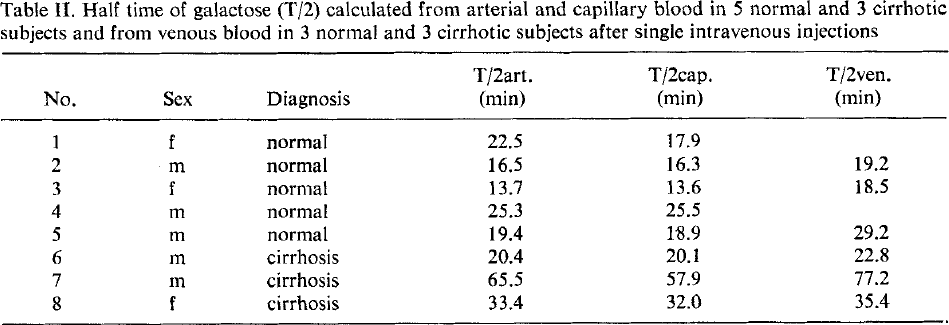 Table II. Half time of galactose (T/2) calculated from arterial and capillary blood in 5 normal and 3 cirrhotic
subjects and from venous blood in 3 normal and 3 cirrhotic subjects after single intravenous injections
No. Sex Diagnosis T/2art. (min) T/2cap. (min) T/2ven. (min)
1 f normal 22.5 17.9
2 m normal 16.5 16.3 19.2
3 f normal 13.7 13.6 18.5
4 m normal 25.3 25.5
5 m normal 19.4 18.9 29.2
6 m cirrhosis 20.4 20.1 22.8
7 m cirrhosis 65.5 57.9 77.2
8 f cirrhosis 33.4 32.0 35.4